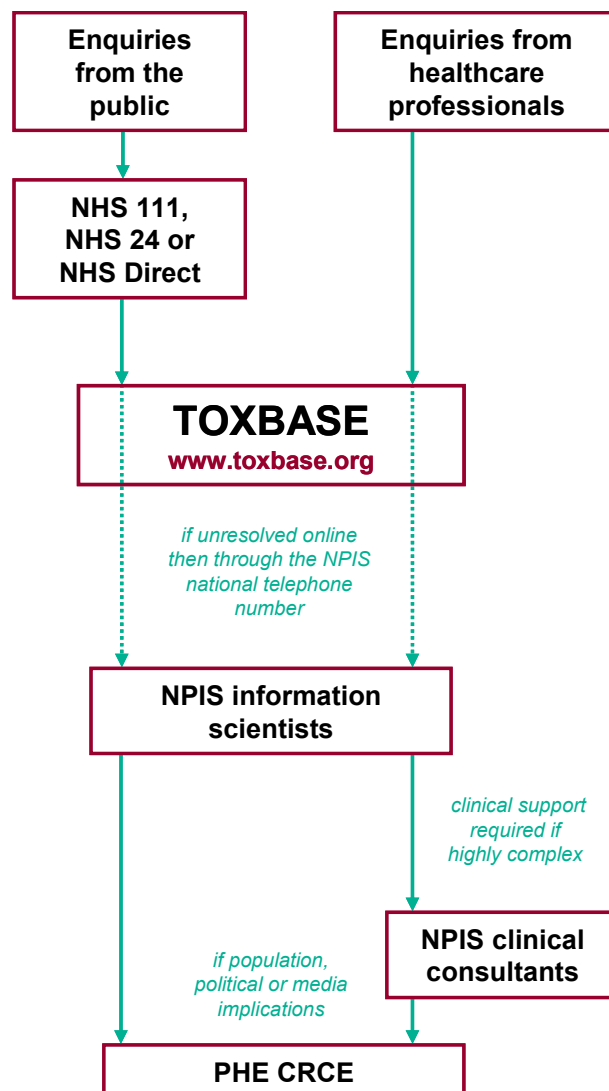 Enquiries
from the
public
Enquiries from
healthcare
professionals
NHS 111,
NHS 24 or
NHS Direct
TOXBASE
www.toxbase.org
if unresolved online
then through the NPIS
national telephone
number
NPIS information
scientists
clinical support
required if
highly complex
NPIS clinical
consultants
if population,
political or media
implications
PHE CRCE